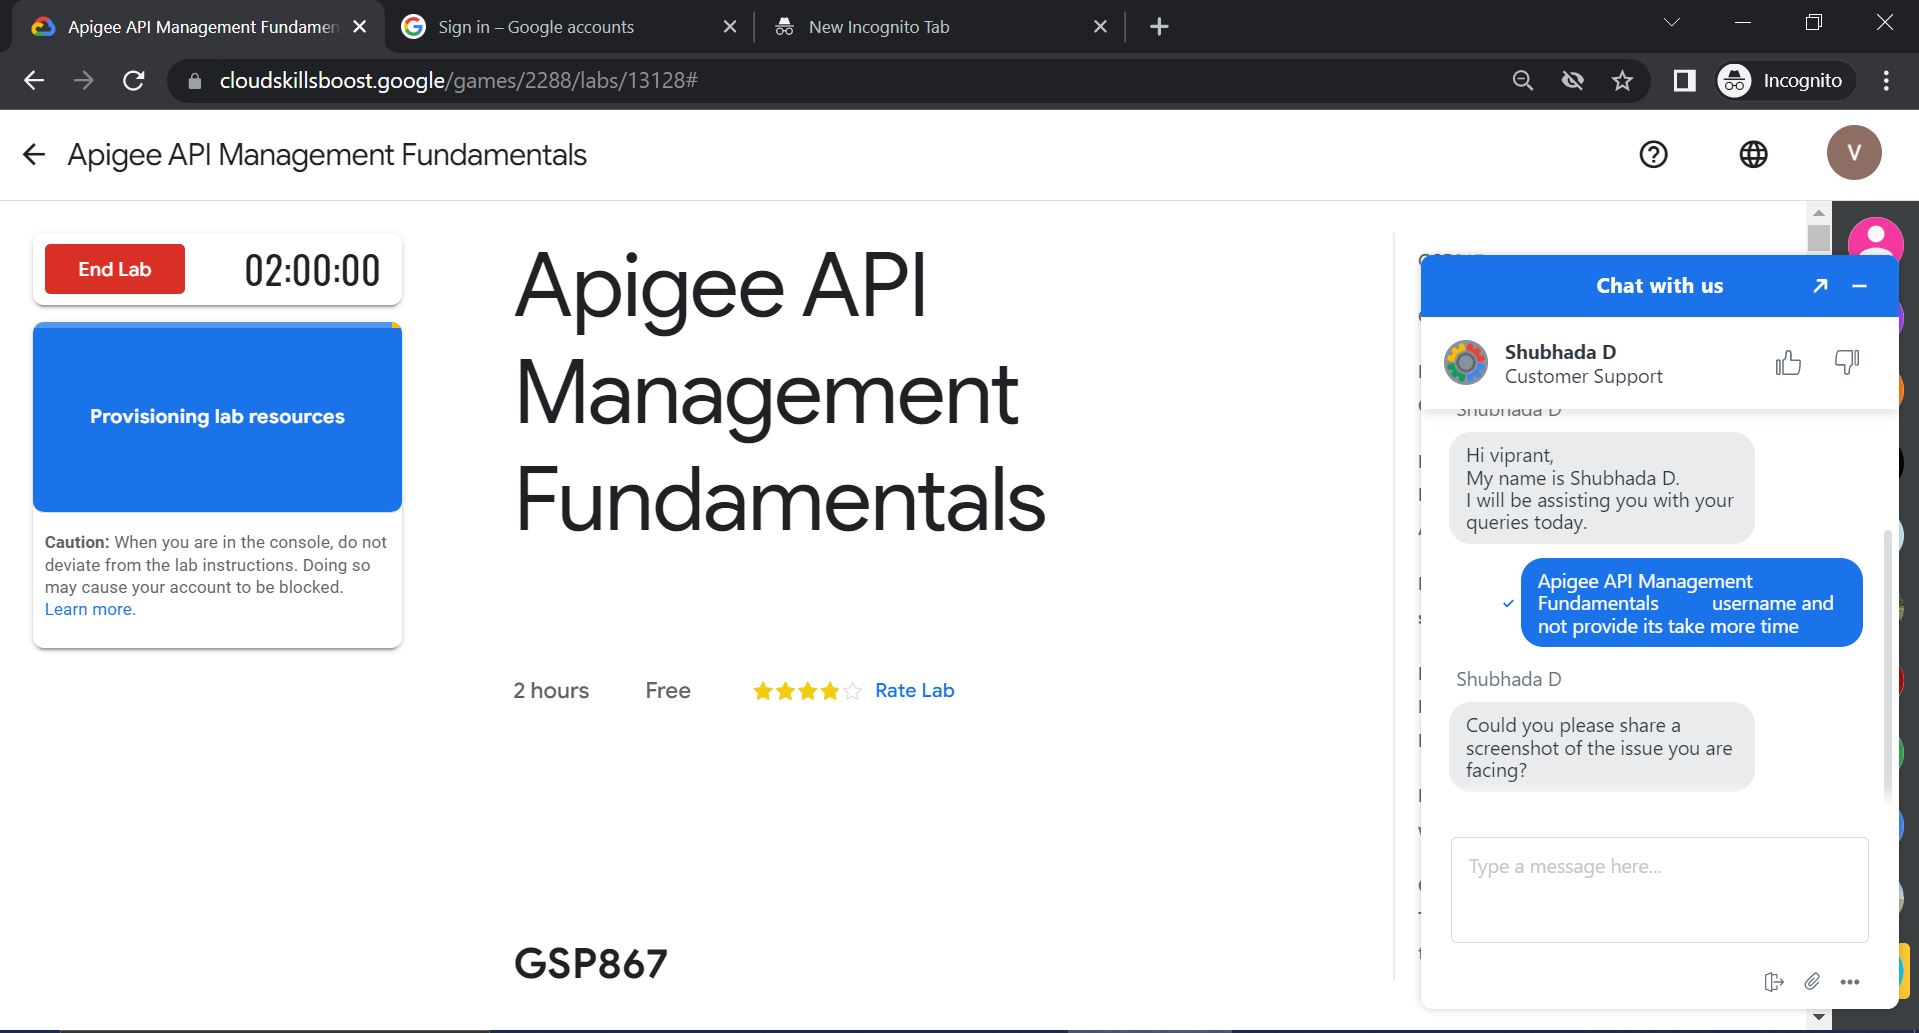 Apigee API Management Fundamen
Sign in – Google accounts
New Incognito Tab
cloudskillsboost.google/games/2288/labs/13128#
Incognito
Apigee API Management Fundamentals
V
End Lab
02:00:00
Provisioning lab resources
Caution: When you are in the console, do not
deviate from the lab instructions. Doing so
may cause your account to be blocked.
Learn more.
Apigee API
Management
Fundamentals
2 hours
Free
Rate Lab
GSP867
Chat with us
Shubhada D
Customer Support
Shubhada D
Hi viprant,
My name is Shubhada D.
I will be assisting you with your
queries today.
Apigee API Management
Fundamentals username and
not provide its take more time
Shubhada D
Could you please share a
screenshot of the issue you are
facing?
Type a message here...